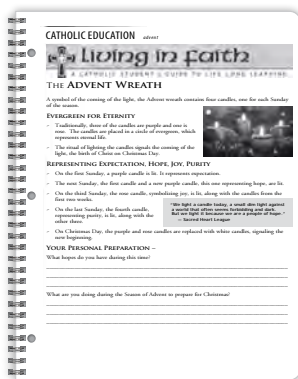 CATHOLIC EDUCATION advent
Living in Faith
A CATHOLIC STUDENT'S GUIDE TO LIFE LONG LEARNING
THE ADVENT WREATH
A symbol of the coming of the light, the Advent wreath contains four candles, one for each Sunday
of the season.
EVERGREEN FOR ETERNITY
– Traditionally, three of the candles are purple and one is
rose. The candles are placed in a circle of evergreen, which
represents eternal life.
– The ritual of lighting the candles signals the coming of the
light, the birth of Christ on Christmas Day.
REPRESENTING EXPECTATION, HOPE, JOY, PURITY
– On the first Sunday, a purple candle is lit. It represents expectation.
– The next Sunday, the first candle and a new purple candle, this one representing hope, are lit.
– On the third Sunday, the rose candle, symbolizing joy, is lit, along with the candles from the
first two weeks.
– On the last Sunday, the fourth candle,
representing purity, is lit, along with the
other three.
"We light a candle today, a small dim light against
a world that often seems forbidding and dark.
But we light it because we are a people of hope."
– Sacred Heart League
– On Christmas Day, the purple and rose candles are replaced with white candles, signaling the
new beginning.
YOUR PERSONAL PREPARATION –
What hopes do you have during this time?
What are you doing during the Season of Advent to prepare for Christmas?